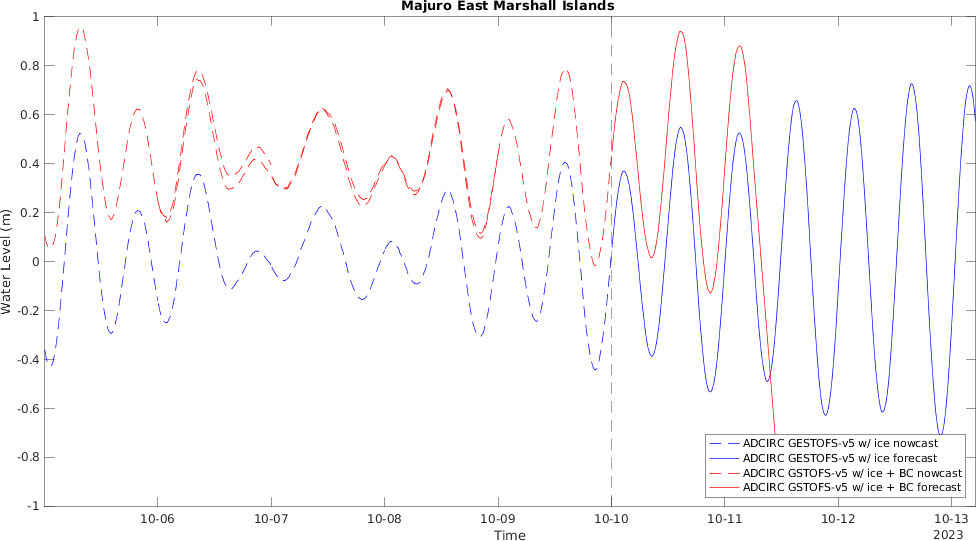 Majuro East Marshall Islands
1
0.8
0.6
0.4
0.2
0
-0.2
-0.4
-0.6
-0.8
-1
Water Level (m)
ADCIRC GESTOFS-v5 w/ ice nowcast
ADCIRC GESTOFS-v5 w/ ice forecast
ADCIRC GSTOFS-v5 w/ ice + BC nowcast
ADCIRC GSTOFS-v5 w/ ice + BC forecast
10-06 10-07 10-08 10-09 10-10 10-11 10-12 10-13
Time 2023